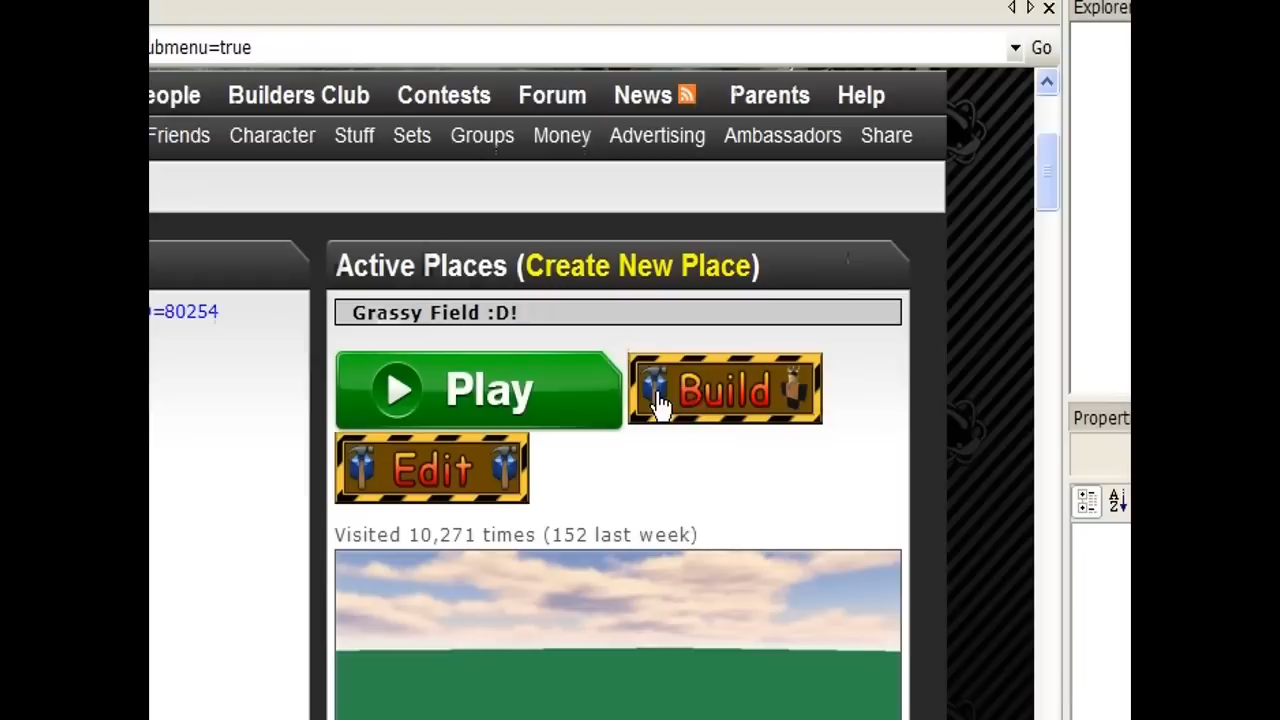 Explorer
ubmenu=true
Go
eople Builders Club Contests Forum News Parents Help
Friends Character Stuff Sets Groups Money Advertising Ambassadors Share
Active Places (Create New Place)
=80254
Grassy Field :D!
Play
Build
Edit
Propert
Visited 10,271 times (152 last week)